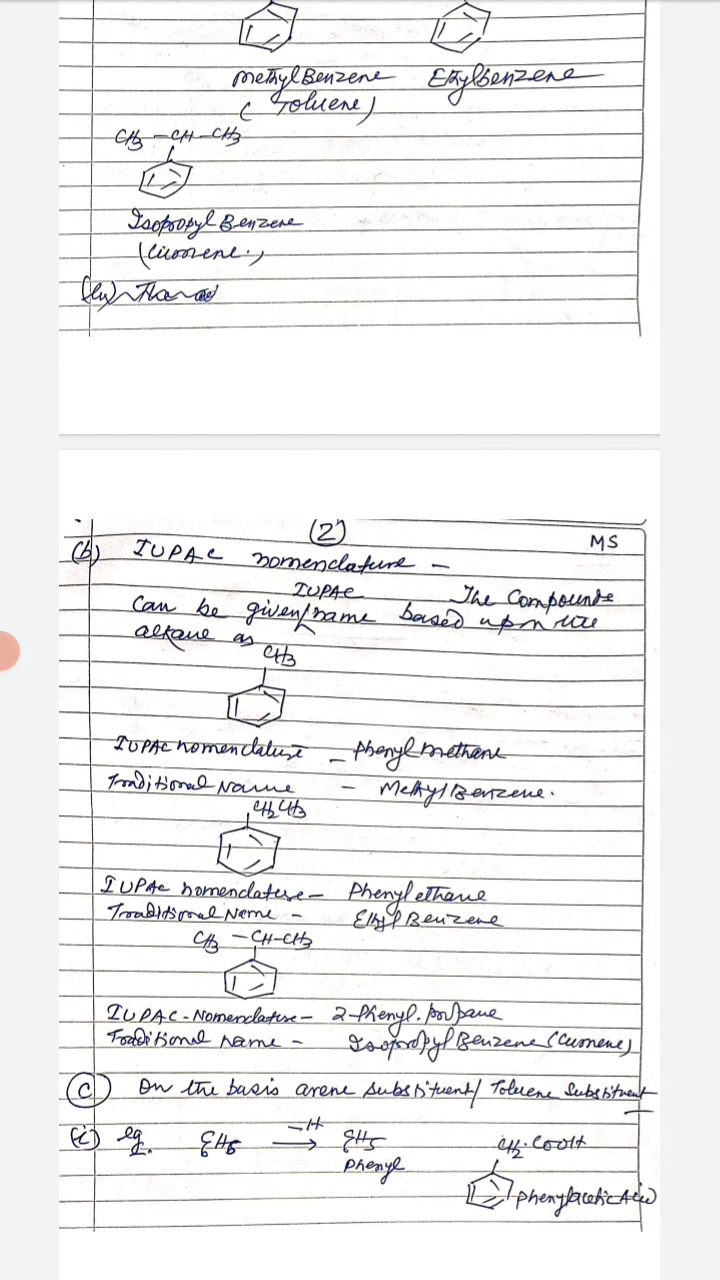 Methyl Benzene Ethylbenzene
( Toluene)
CH3 - CH - CH3
Isopropyl Benzene
(Cumene.)
(2)
MS
(b) IUPAC nomenclature -
The Compounds
can be given IUPAC name based upon the
alkane as
CH3
IUPAC nomenclature - Phenyl methane
Traditional Name - Methyl Benzene.
CH2CH3
IUPAC nomenclature - Phenyl ethane
Traditional Name - Ethyl Benzene
CH3 - CH-CH3
IUPAC-Nomenclature - 2-Phenyl. propane
Traditional name - Isopropyl Benzene (Cumene)
(C) On the basis arene substituent/ Toluene Substituent
(i) eg. C6H6 -H → C6H5 CH2.COOH
Phenyl
Phenylacetic Acid